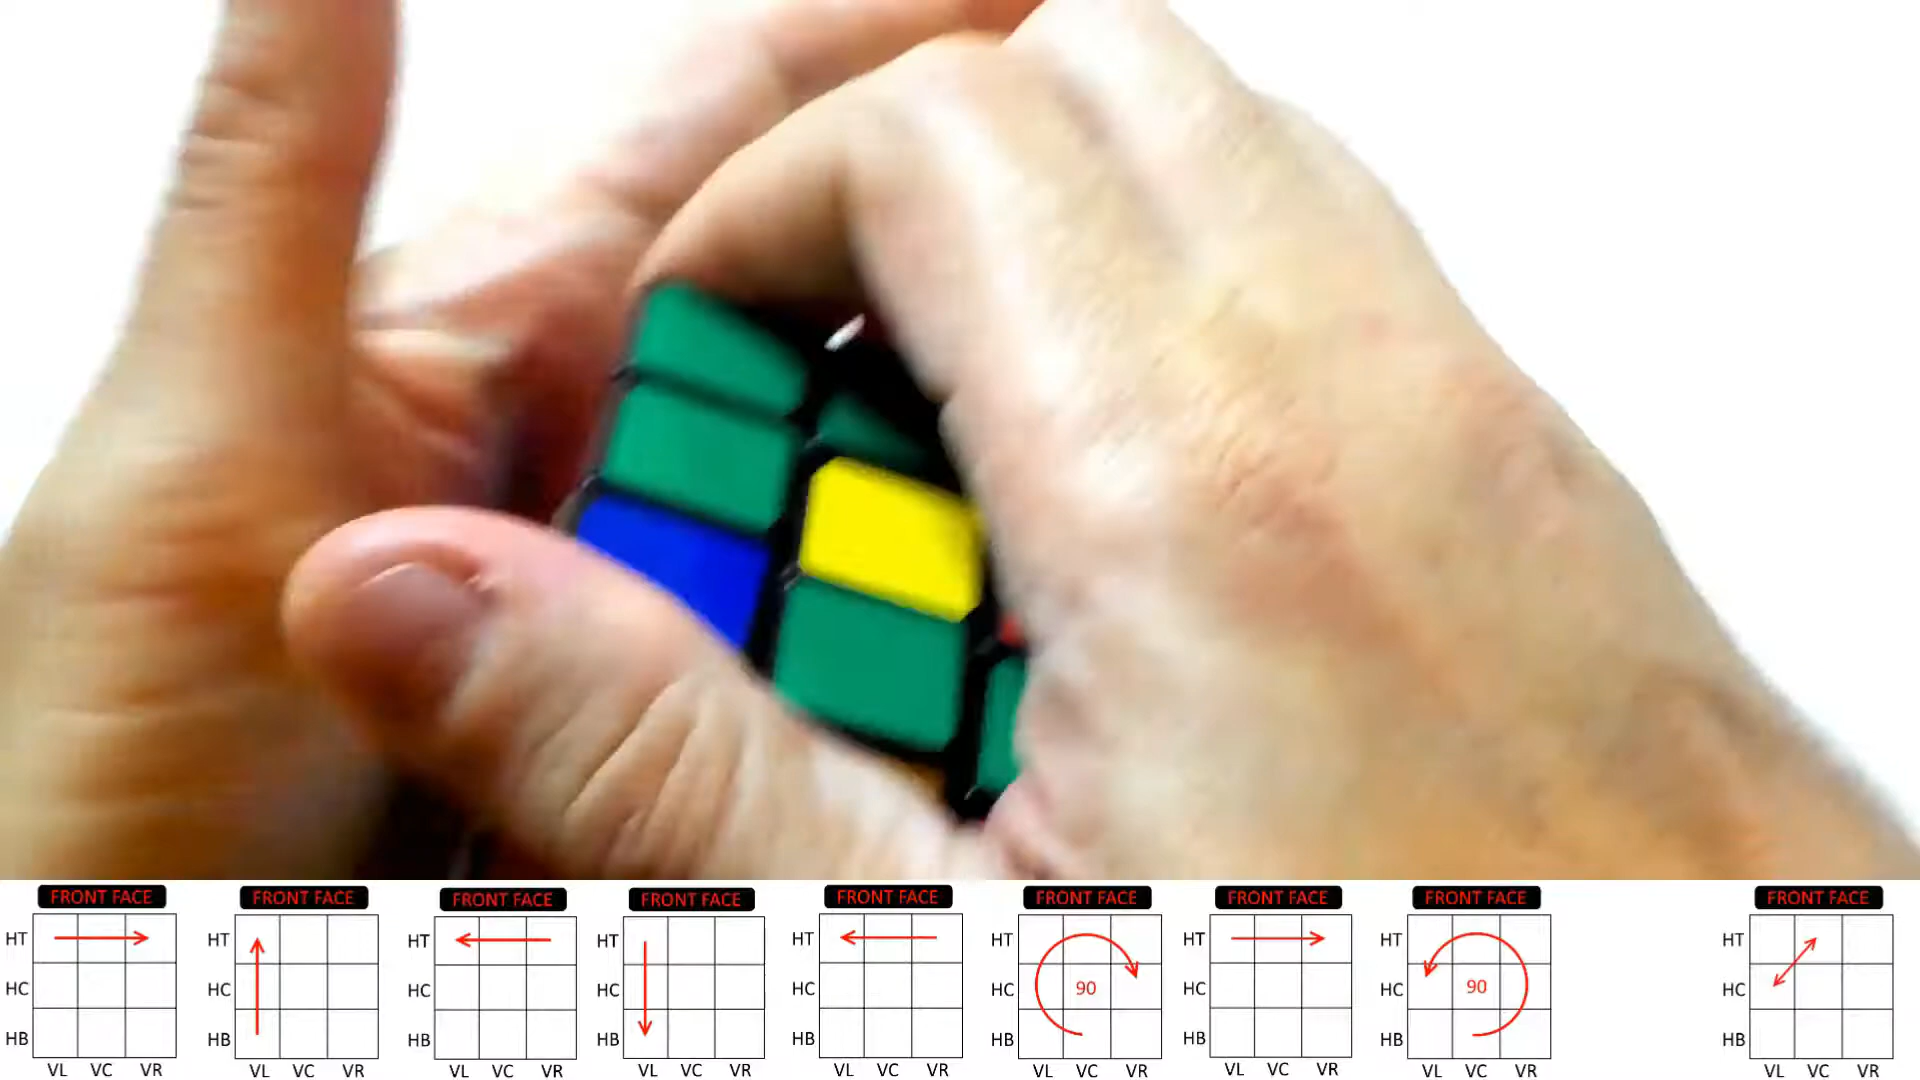 FRONT FACE FRONT FACE FRONT FACE FRONT FACE FRONT FACE FRONT FACE FRONT FACE FRONT FACE FRONT FACE
HT HT HT HT HT HT HT HT HT
HC HC HC HC HC HC 90 HC HC 90 HC
HB HB HB HB HB HB HB HB HB
VL VC VR VL VC VR VL VC VR VL VC VR VL VC VR VL VC VR VL VC VR VL VC VR VL VC VR